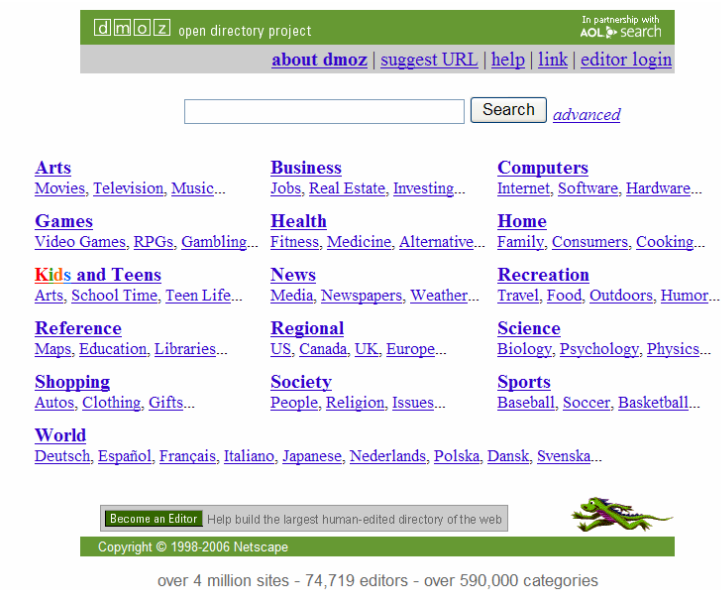 dmoz open directory project
In partnership with
AOL search
about dmoz | suggest URL | help | link | editor login
Search advanced
Arts
Movies, Television, Music...
Business
Jobs, Real Estate, Investing...
Computers
Internet, Software, Hardware...
Games
Video Games, RPGs, Gambling...
Health
Fitness, Medicine, Alternative...
Home
Family, Consumers, Cooking...
Kids and Teens
Arts, School Time, Teen Life...
News
Media, Newspapers, Weather...
Recreation
Travel, Food, Outdoors, Humor...
Reference
Maps, Education, Libraries...
Regional
US, Canada, UK, Europe...
Science
Biology, Psychology, Physics...
Shopping
Autos, Clothing, Gifts...
Society
People, Religion, Issues...
Sports
Baseball, Soccer, Basketball...
World
Deutsch, Español, Français, Italiano, Japanese, Nederlands, Polska, Dansk, Svenska...
Become an Editor Help build the largest human-edited directory of the web
Copyright © 1998-2006 Netscape
over 4 million sites - 74,719 editors - over 590,000 categories